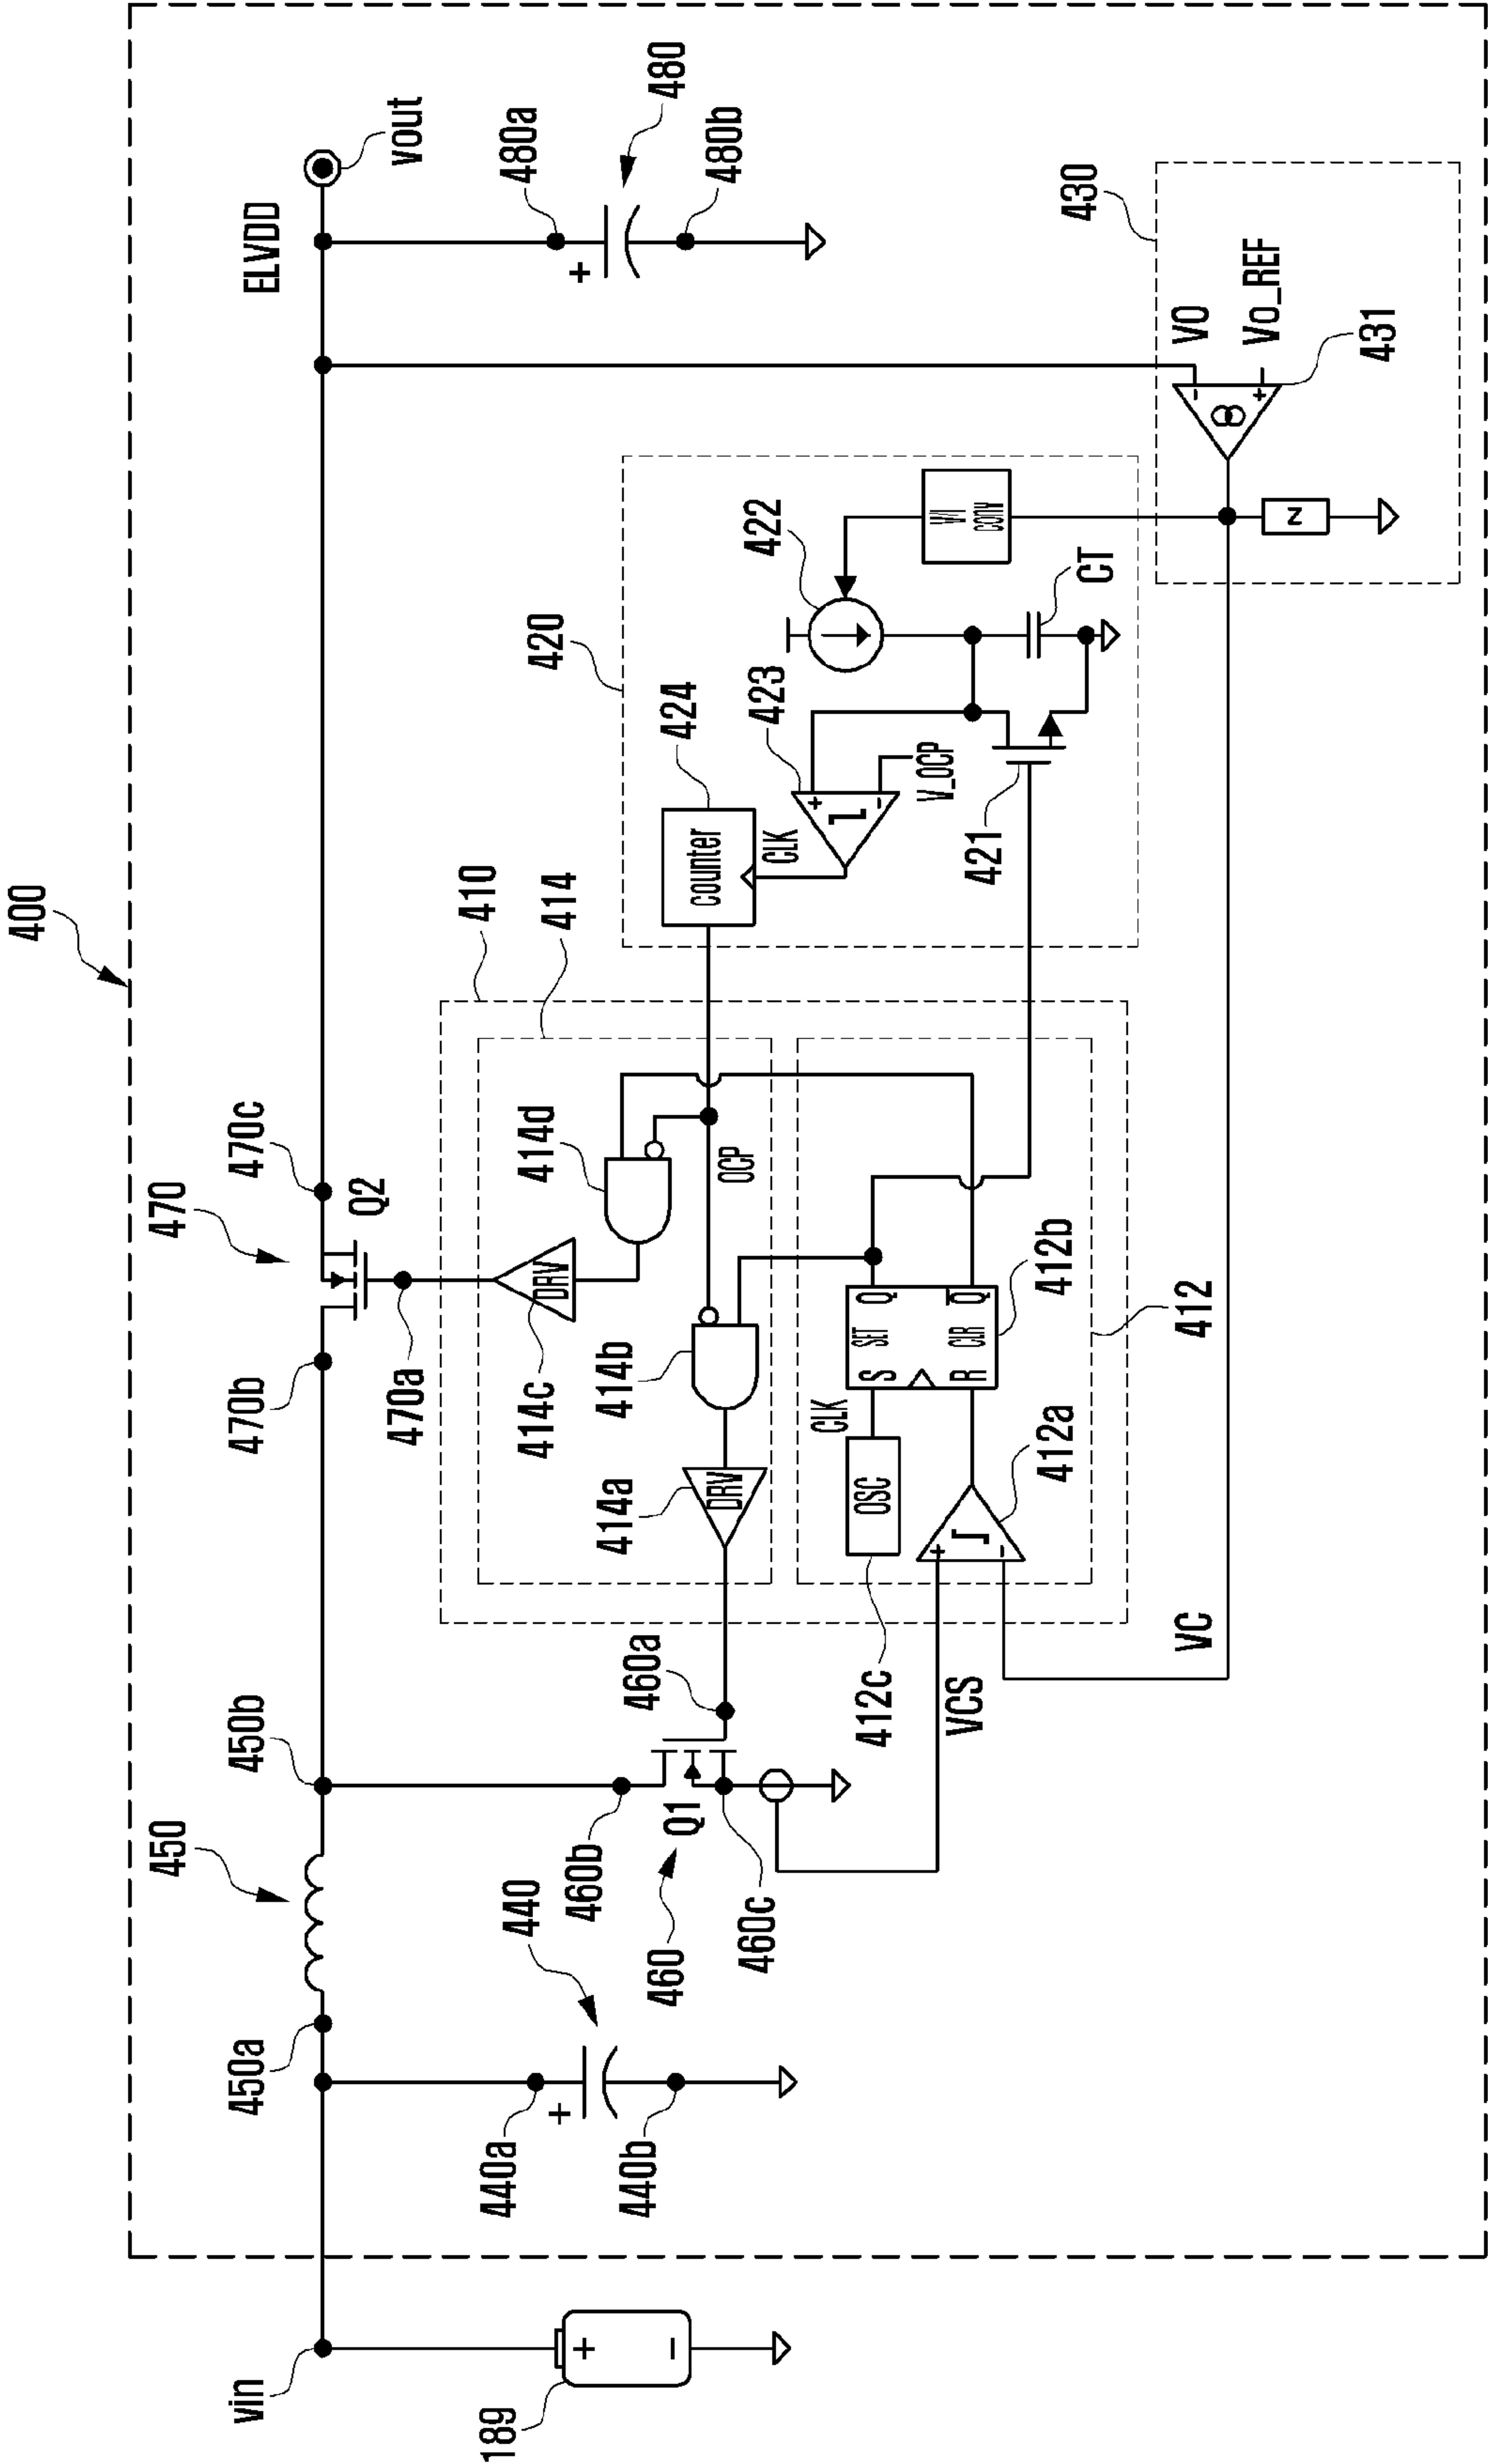 400
vin
189
450a
450
450b
440a
+
440
440b
+
-
470b
470
470a
Q2
470c
ELVDD
vout
480a
+
480
480b
460b
Q1
460
460c
460a
VCS
VC
410
414
414a
DRV
414b
414c
DRV
414d
OCP
412
412a
+
-
412b
S
SET
Q
R
CLR
Q
412c
OSC
CLK
420
424
counter
CLK
423
+
-
V_OCP
422
421
CT
V/I
conv
430
VO
Vo_REF
-
+
431
Z